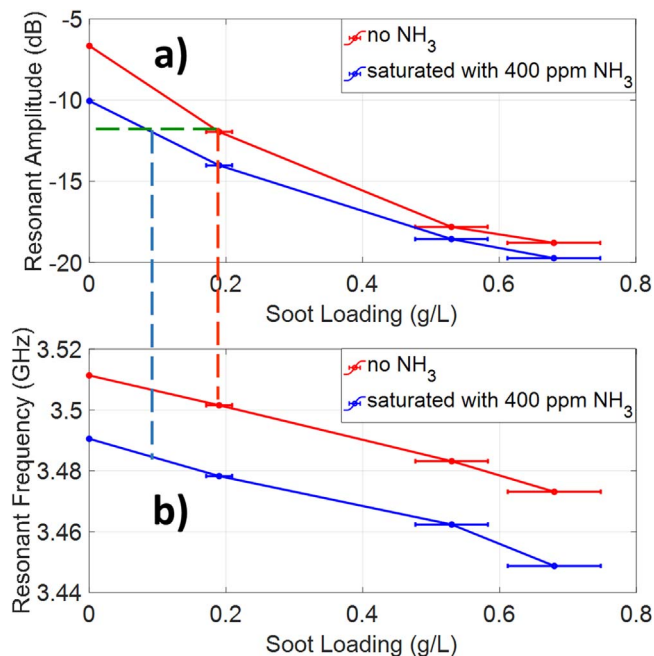 -5
-10
-15
-20
Resonant Amplitude (dB)
a)
no NH3
saturated with 400 ppm NH3
0 0.2 0.4 0.6 0.8
Soot Loading (g/L)
3.52
3.5
3.48
3.46
3.44
Resonant Frequency (GHz)
b)
no NH3
saturated with 400 ppm NH3
0 0.2 0.4 0.6 0.8
Soot Loading (g/L)